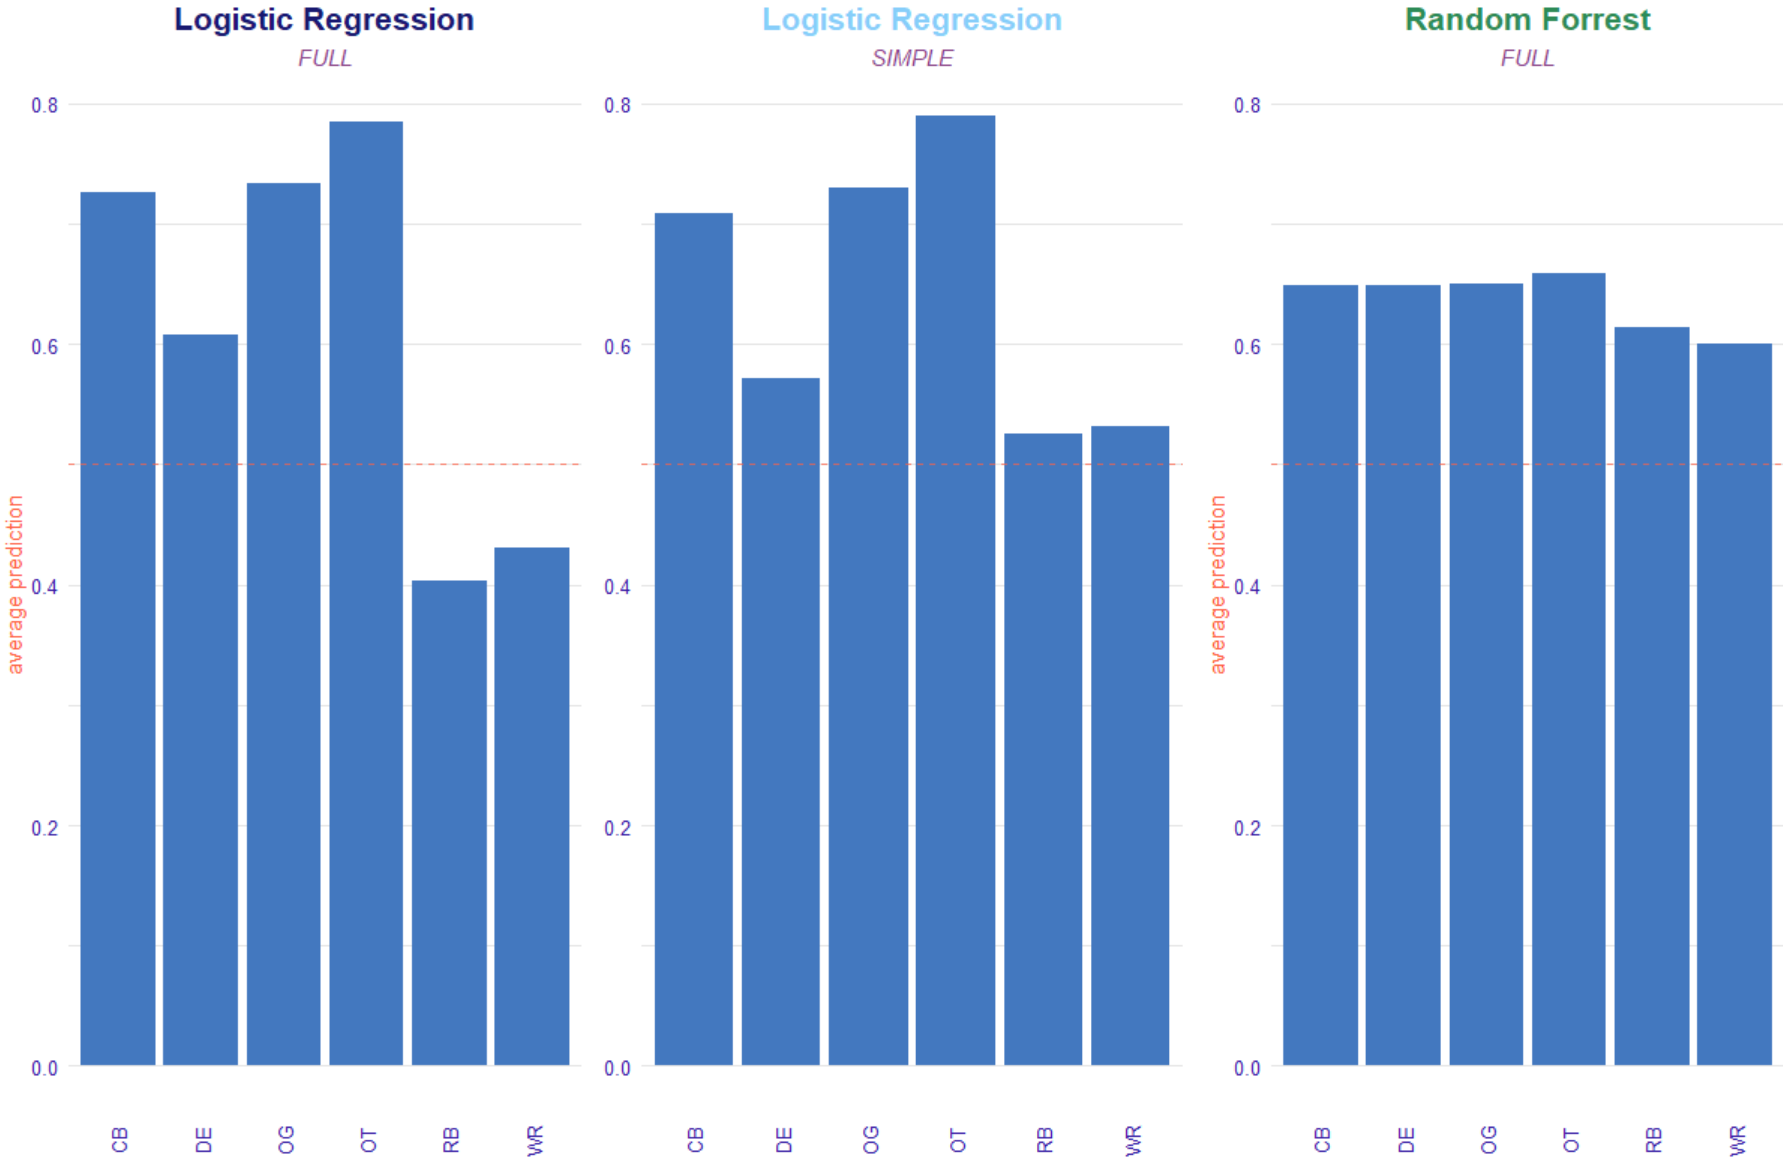 Logistic Regression
FULL
average prediction
0.8
0.6
0.4
0.2
0.0
CB DE OG OT RB WR
Logistic Regression
SIMPLE
0.8
0.6
0.4
0.2
0.0
CB DE OG OT RB WR
Random Forrest
FULL
average prediction
0.8
0.6
0.4
0.2
0.0
CB DE OG OT RB WR